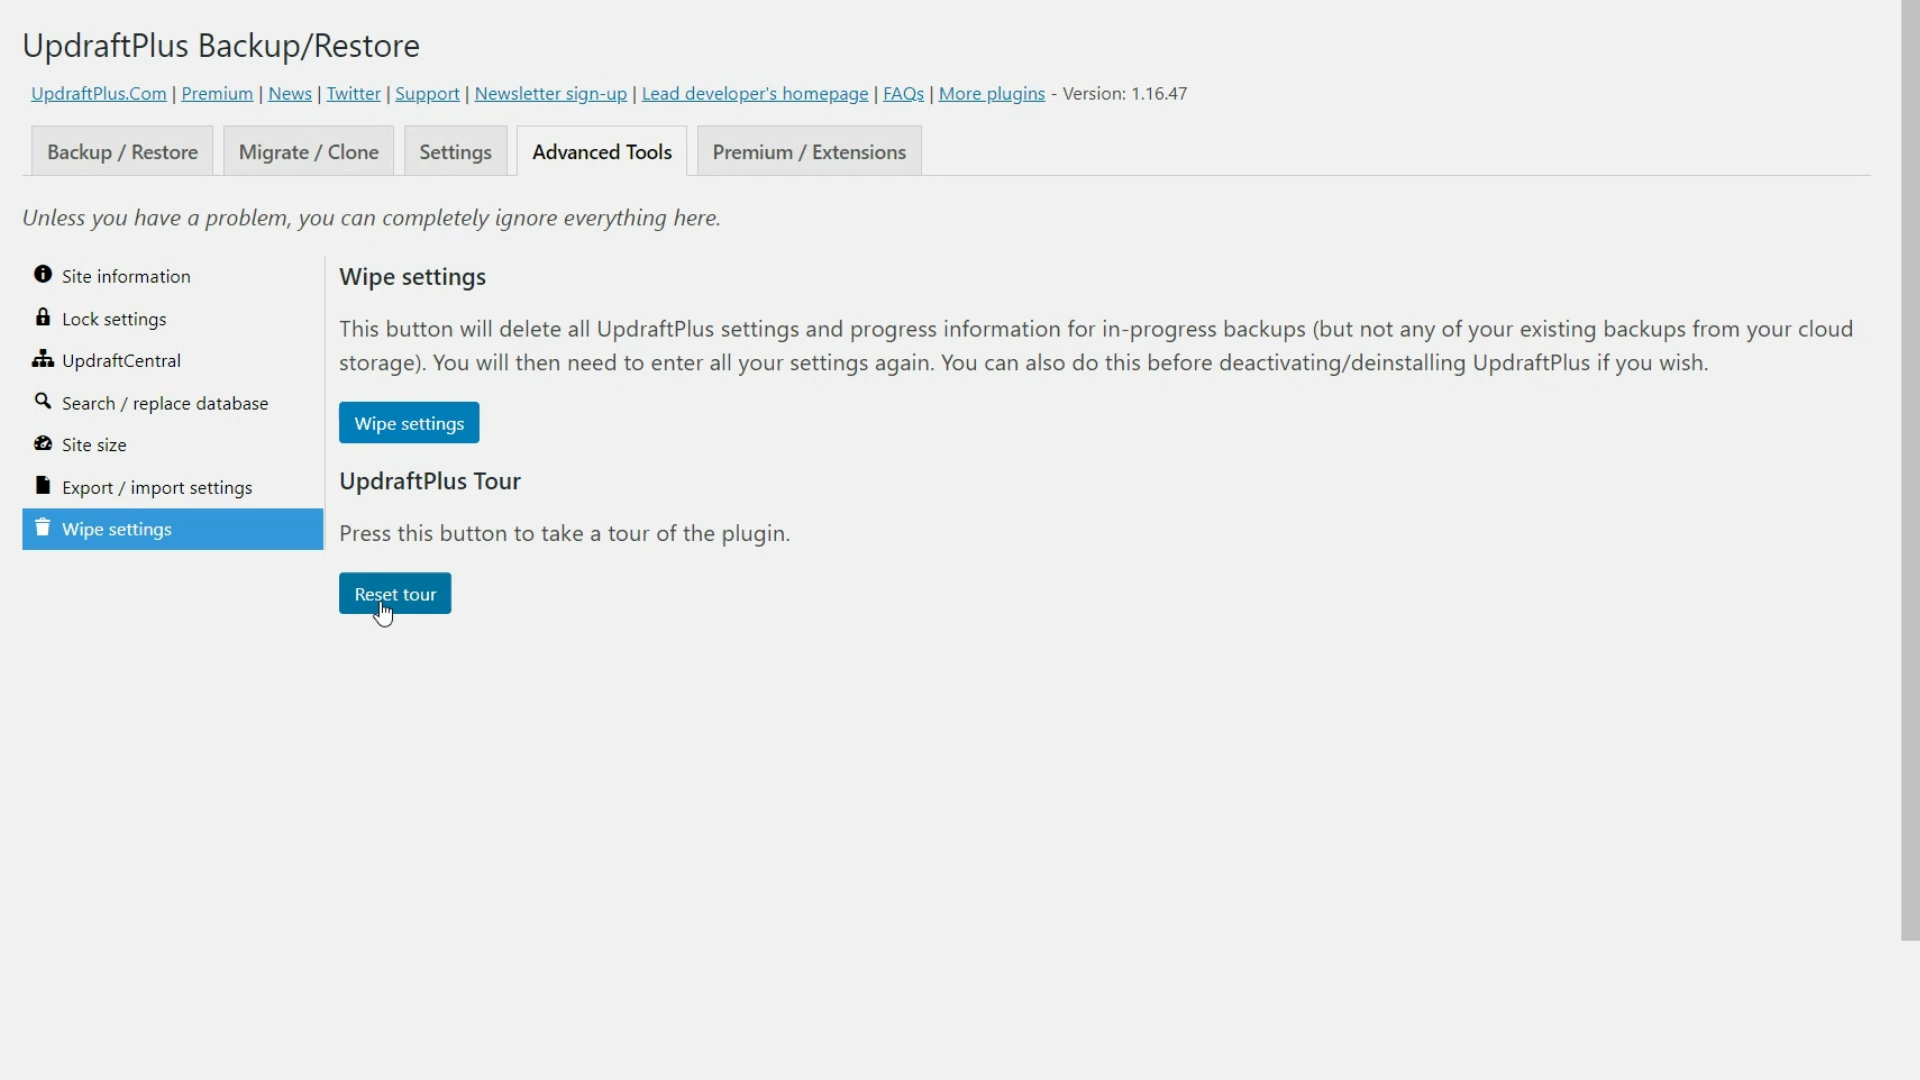 UpdraftPlus Backup/Restore
UpdraftPlus.Com | Premium | News | Twitter | Support | Newsletter sign-up | Lead developer's homepage | FAQs | More plugins - Version: 1.16.47
Backup / Restore Migrate / Clone Settings Advanced Tools Premium / Extensions
Unless you have a problem, you can completely ignore everything here.
Site information
Lock settings
UpdraftCentral
Search / replace database
Site size
Export / import settings
Wipe settings
Wipe settings
This button will delete all UpdraftPlus settings and progress information for in-progress backups (but not any of your existing backups from your cloud
storage). You will then need to enter all your settings again. You can also do this before deactivating/deinstalling UpdraftPlus if you wish.
Wipe settings
UpdraftPlus Tour
Press this button to take a tour of the plugin.
Reset tour